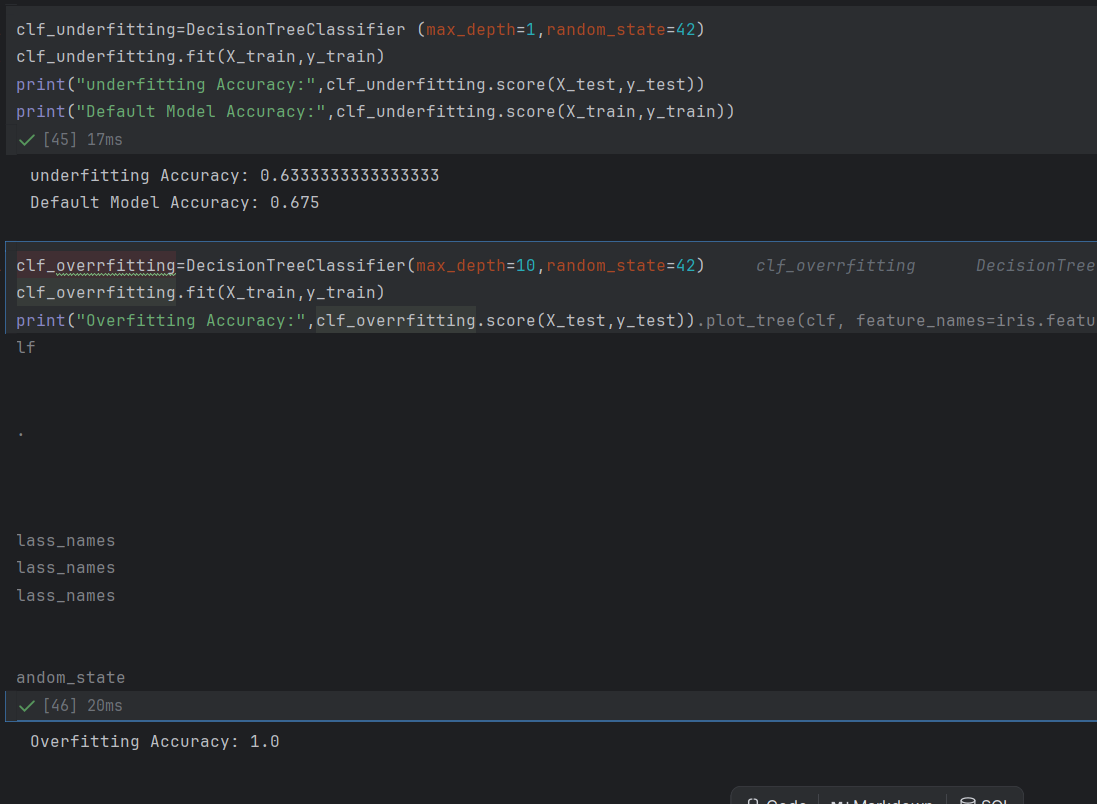 clf_underfitting=DecisionTreeClassifier (max_depth=1,random_state=42)
clf_underfitting.fit(X_train,y_train)
print("underfitting Accuracy:",clf_underfitting.score(X_test,y_test))
print("Default Model Accuracy:",clf_underfitting.score(X_train,y_train))
[45] 17ms
underfitting Accuracy: 0.6333333333333333
Default Model Accuracy: 0.675
clf_overrfitting=DecisionTreeClassifier(max_depth=10,random_state=42) clf_overrfitting DecisionTree
clf_overrfitting.fit(X_train,y_train)
print("Overfitting Accuracy:",clf_overrfitting.score(X_test,y_test)).plot_tree(clf, feature_names=iris.featu
lf
.
lass_names
lass_names
lass_names
andom_state
[46] 20ms
Overfitting Accuracy: 1.0
Code Markdown SQL